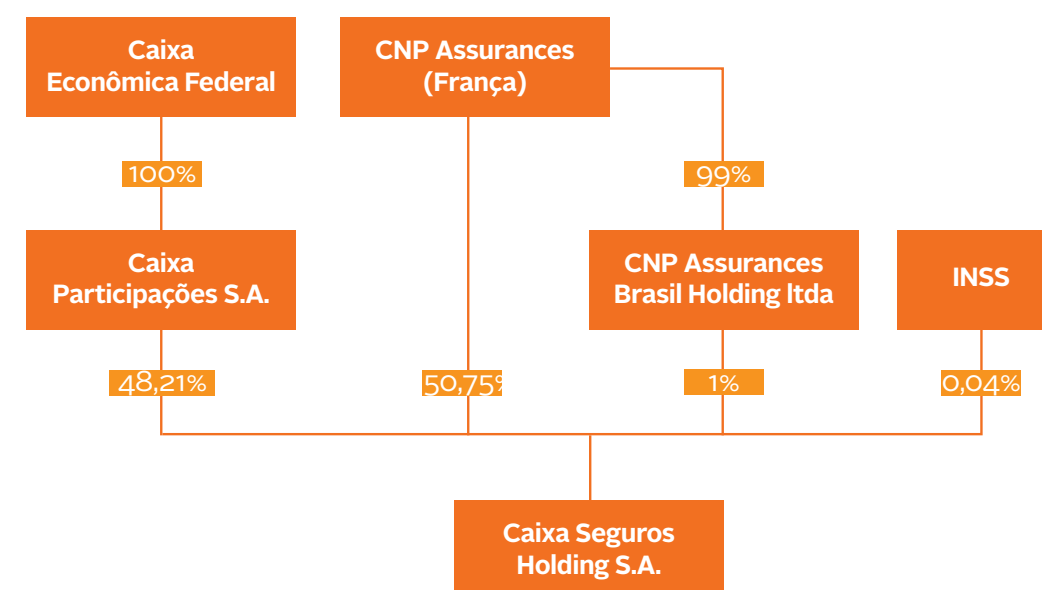 Caixa
Econômica Federal
CNP Assurances
(França)
100%
99%
Caixa
Participações S.A.
CNP Assurances
Brasil Holding ltda
INSS
48,21%
50,75%
1%
0,04%
Caixa Seguros
Holding S.A.